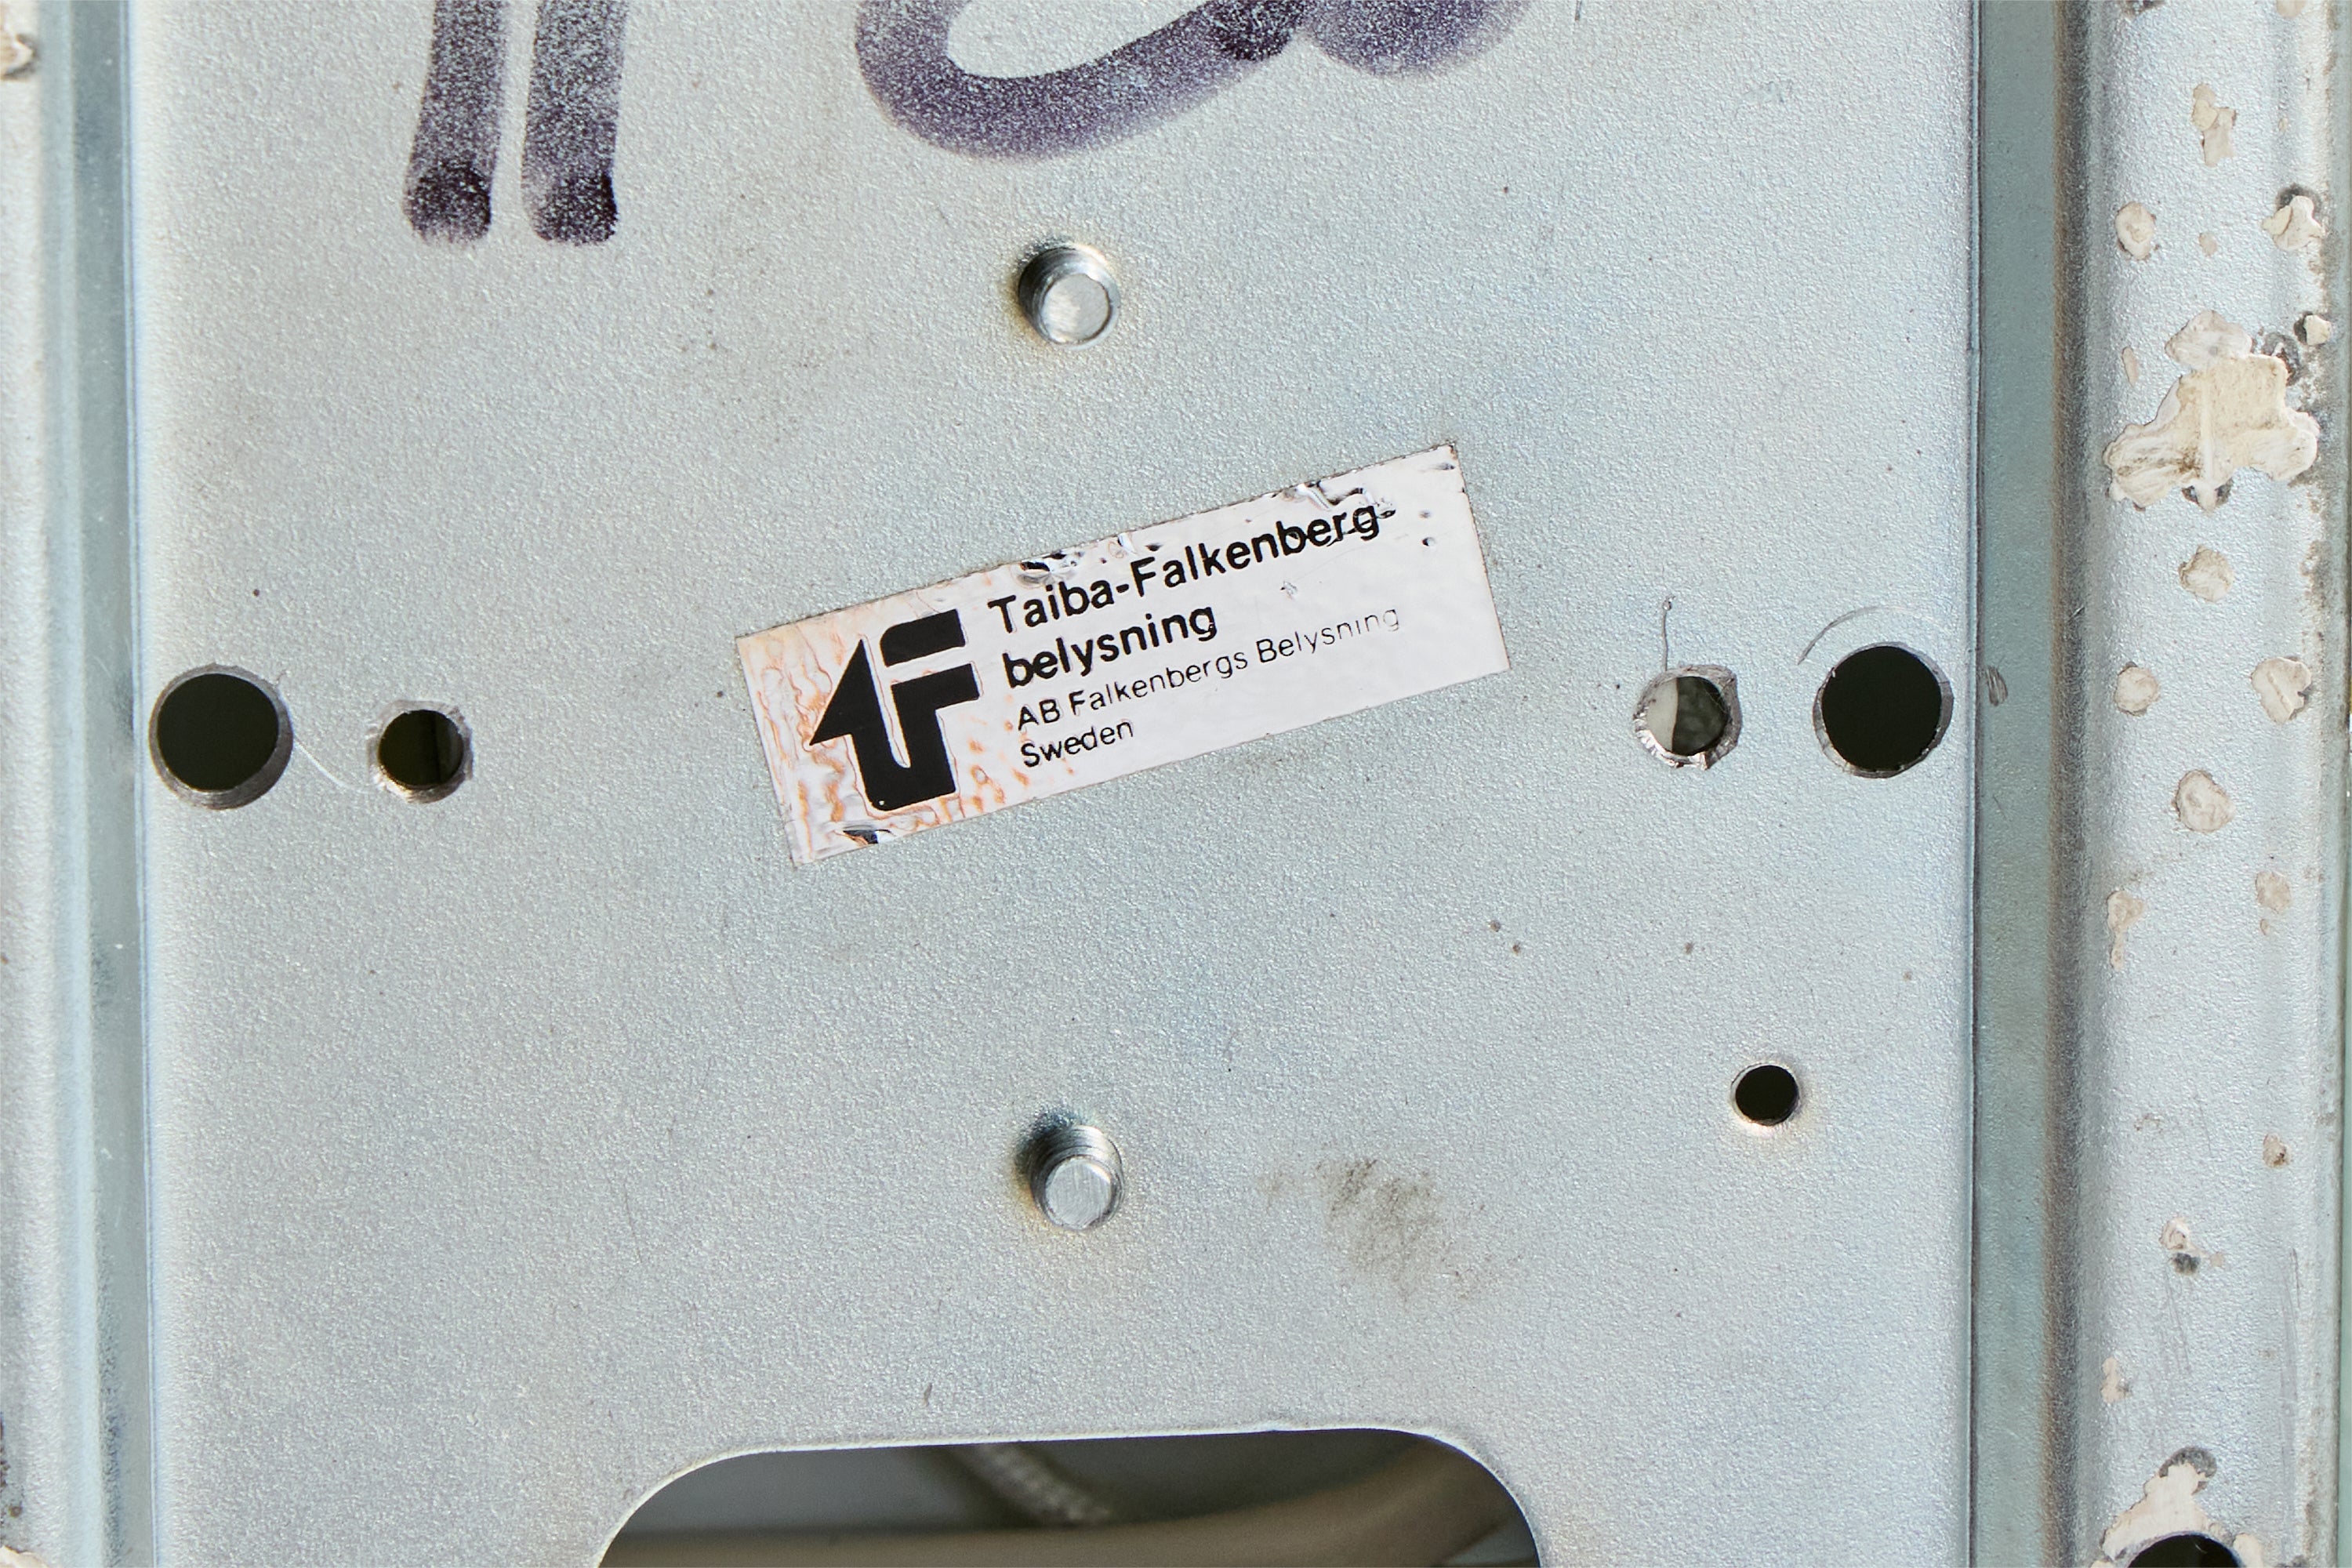 Taiba-Falkenberg-
belysning
AB Falkenbergs Belysning
Sweden